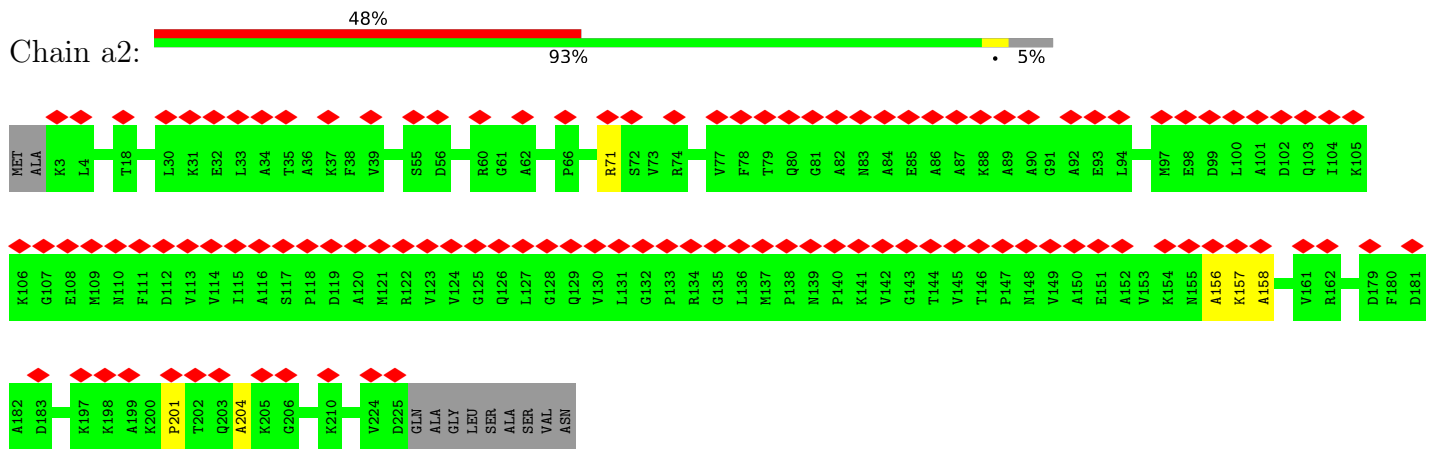 48%
Chain a2:
93% • 5%
MET ALA K3 L4 T18 L30 K31 E32 L33 A34 T35 A36 K37 F38 V39 S55 D56 R60 G61 A62 P66 R71 S72 V73 R74 V77 F78 T79 Q80 G81 A82 N83 A84 E85 A86 A87 K88 A89 A90 G91 A92 E93 L94 M97 E98 D99 L100 A101 D102 Q103 I104 K105
K106 G107 E108 M109 N110 F111 D112 V113 V114 I115 A116 S117 P118 D119 A120 M121 R122 V123 V124 G125 Q126 L127 G128 Q129 V130 L131 G132 P133 R134 G135 L136 M137 P138 N139 P140 K141 V142 G143 T144 V145 T146 P147 N148 V149 A150 E151 A152 V153 K154 N155 A156 K157 A158 V161 R162 D179 F180 D181
A182 D183 K197 K198 A199 K200 P201 T202 Q203 A204 K205 G206 K210 V224 D225 GLN ALA GLY LEU SER ALA SER VAL ASN